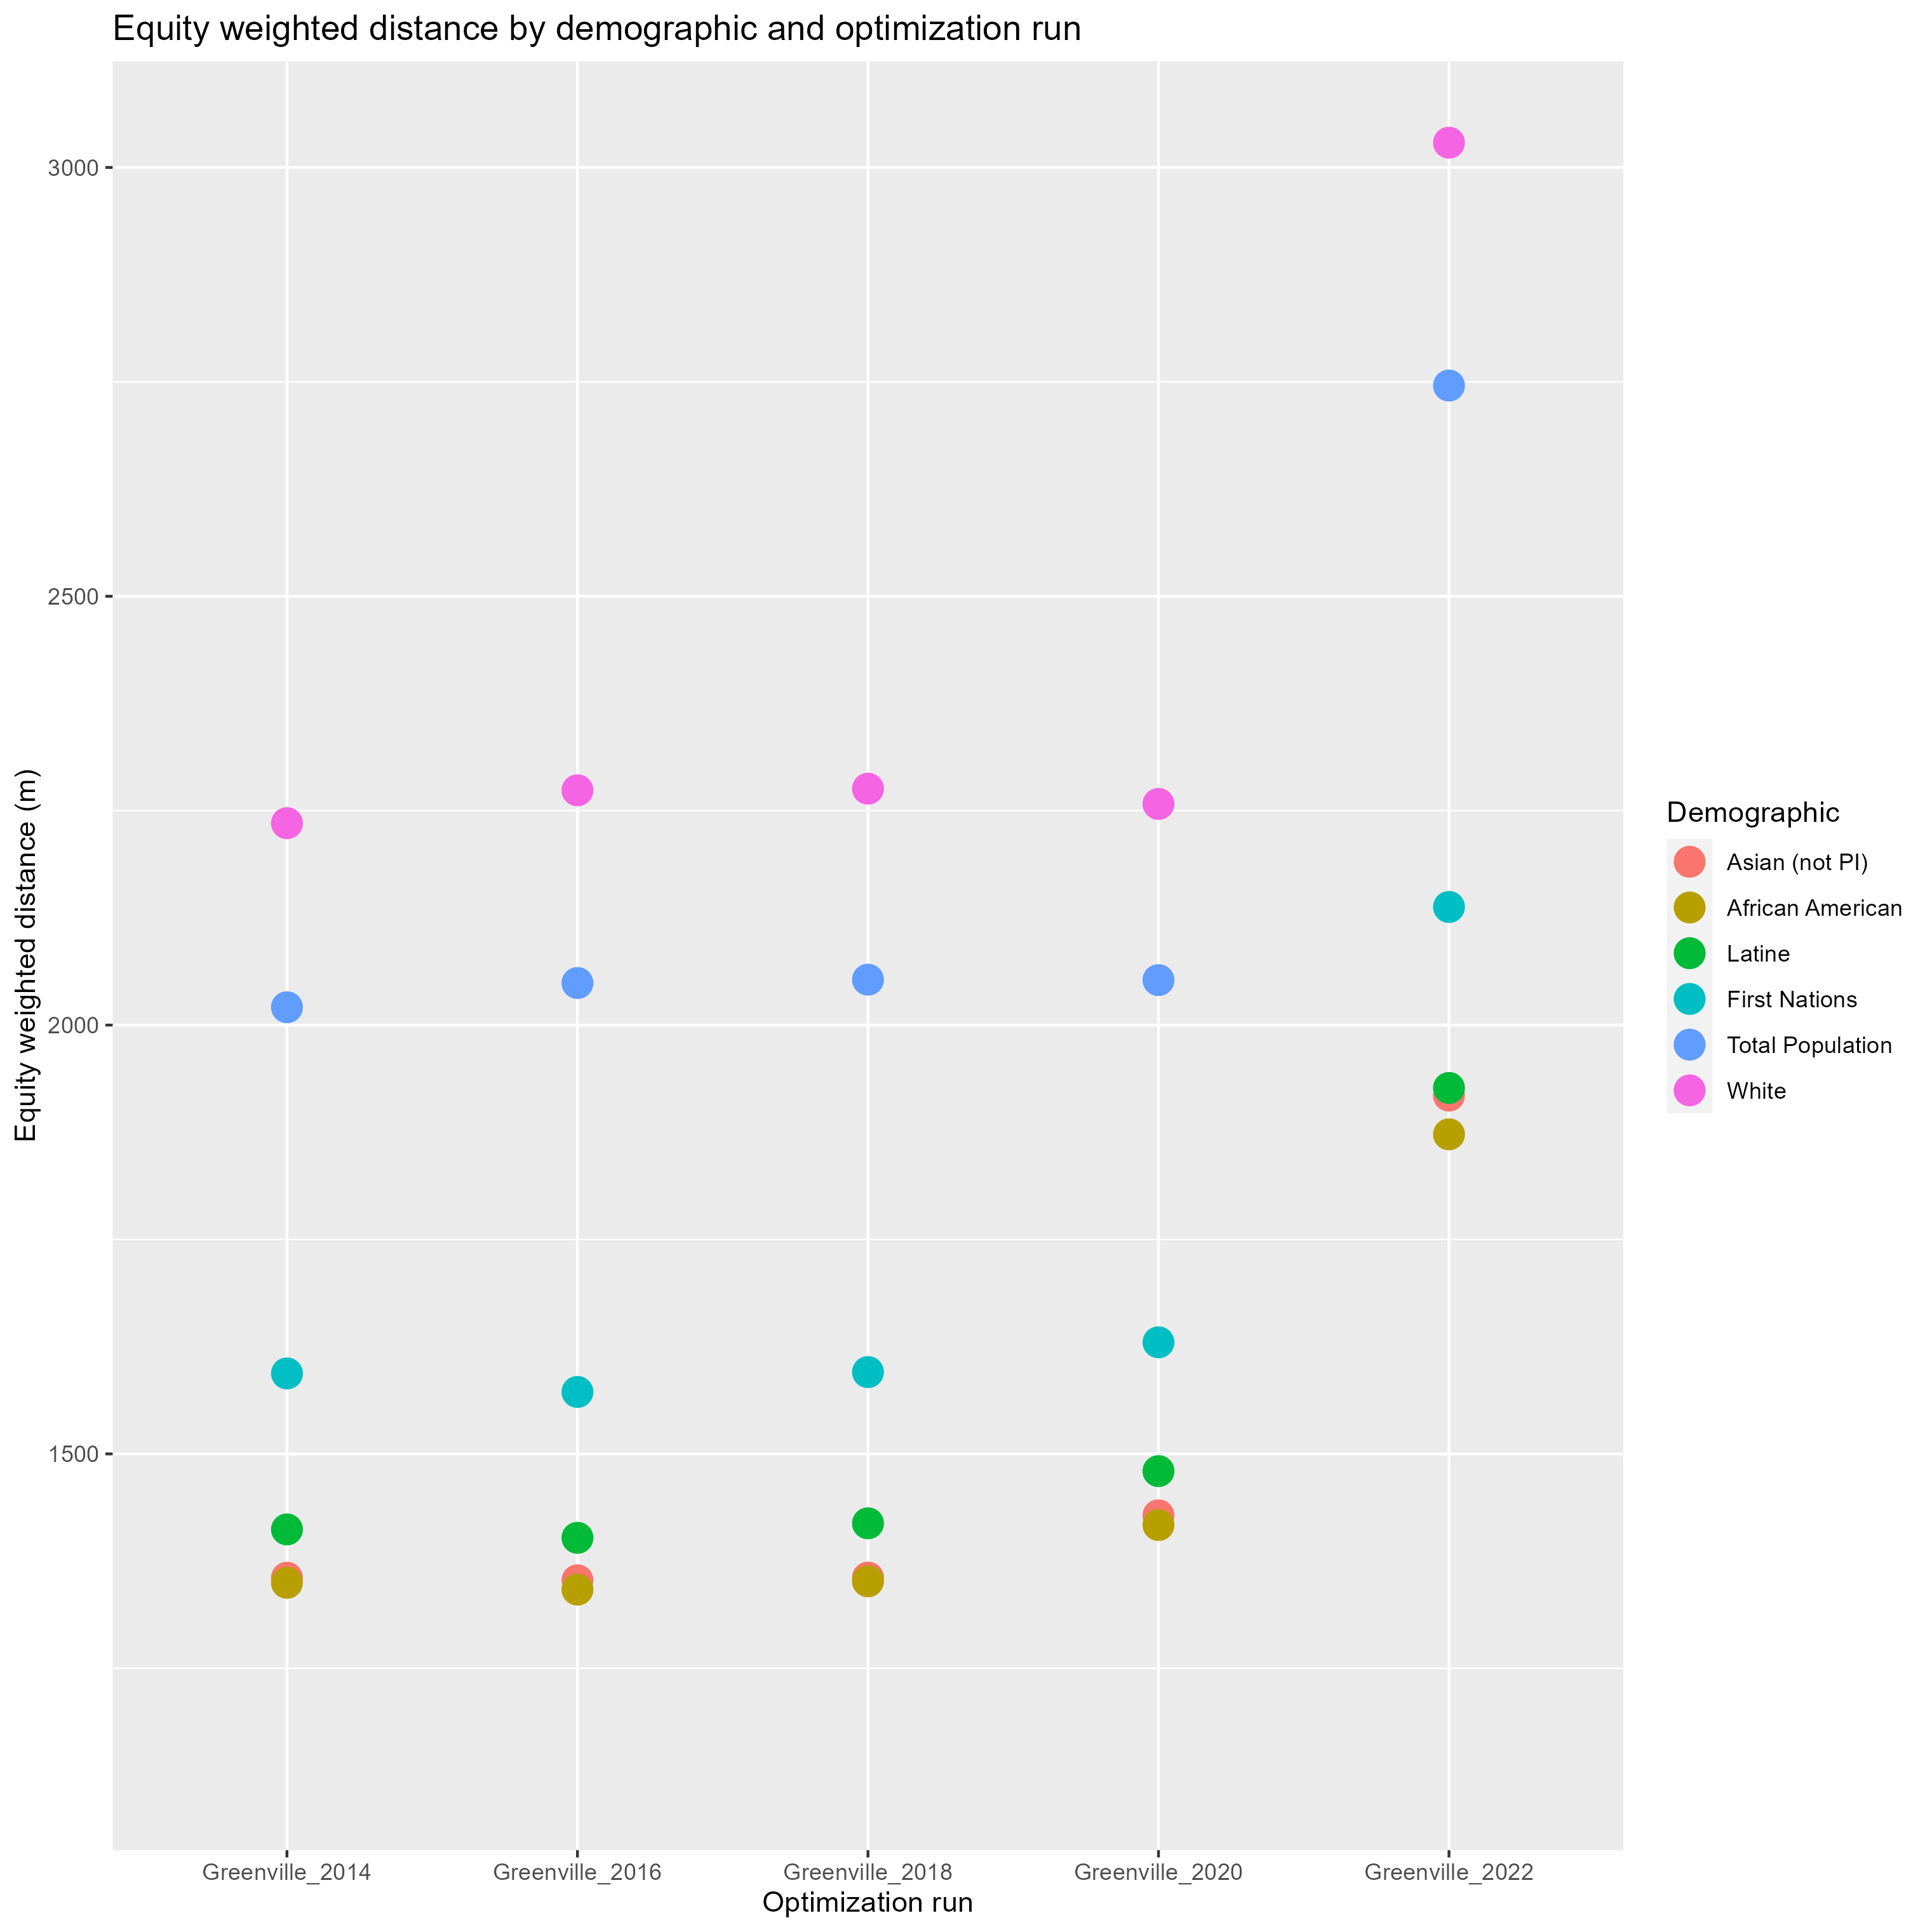 Equity weighted distance by demographic and optimization run
Equity weighted distance (m)
3000
2500
2000
1500
Greenville_2014
Greenville_2016
Greenville_2018
Greenville_2020
Greenville_2022
Optimization run
Demographic
Asian (not PI)
African American
Latine
First Nations
Total Population
White